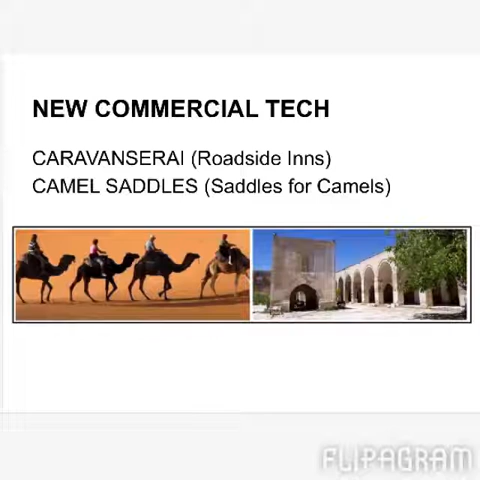 NEW COMMERCIAL TECH
CARAVANSERAI (Roadside Inns)
CAMEL SADDLES (Saddles for Camels)
FLIPAGRAM